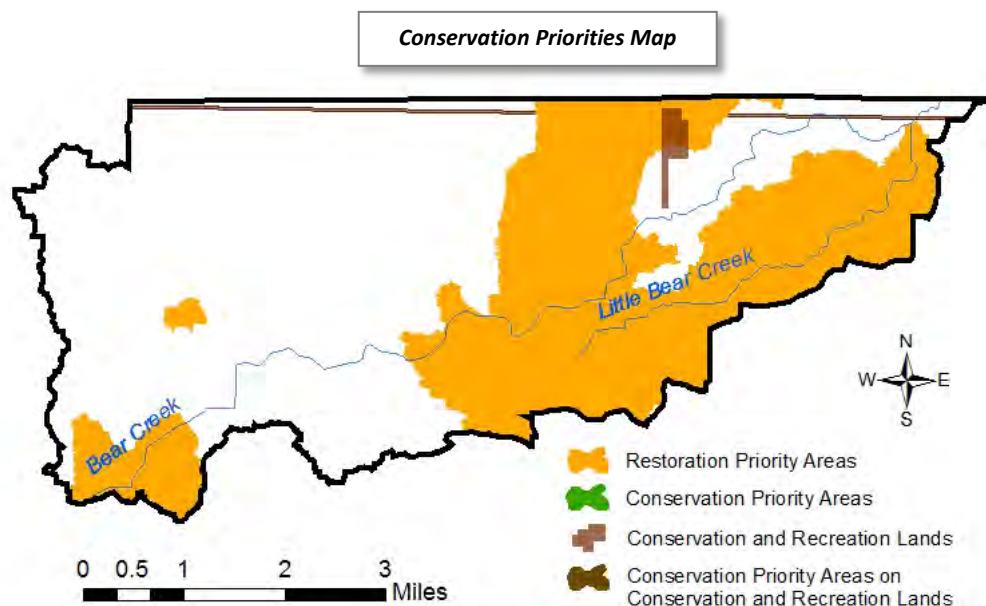 Conservation Priorities Map
Little Bear Creek
Bear Creek
N
W E
S
Restoration Priority Areas
Conservation Priority Areas
Conservation and Recreation Lands
Conservation Priority Areas on
Conservation and Recreation Lands
0 0.5 1 2 3
Miles